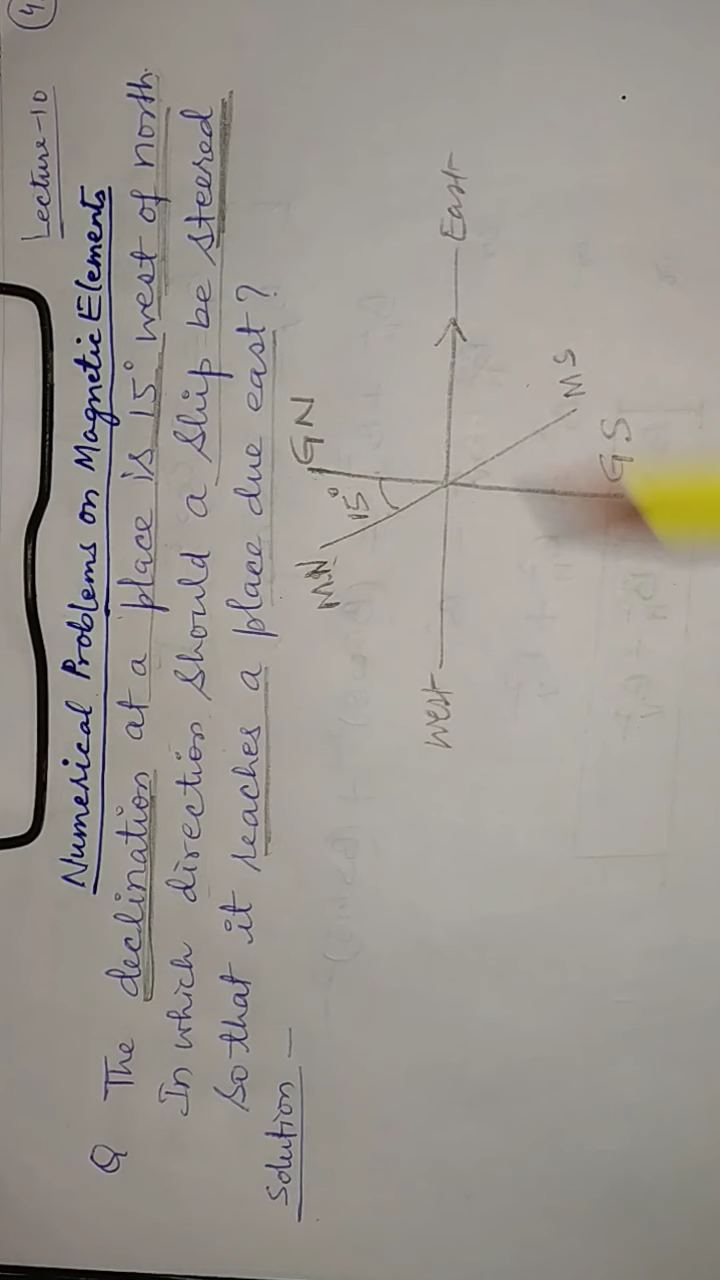 Lecture-10
Numerical Problems on Magnetic Elements
Q The declination at a place is 15° west of north.
In which direction should a ship be steered
so that it reaches a place due east?
Solution -
GN
MN
15°
West
East
MS
GS